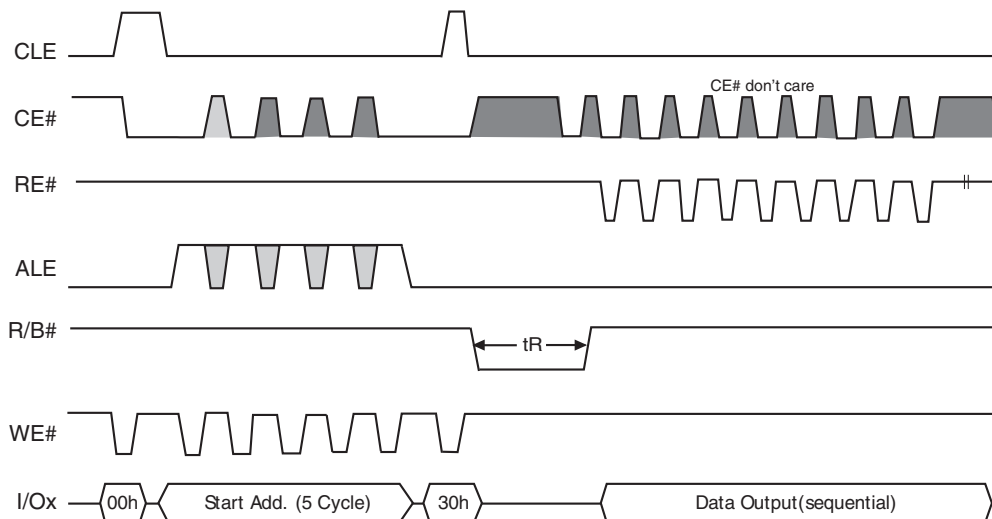 CLE
CE#
CE# don't care
RE#
ALE
R/B#
tR
WE#
I/Ox
00h
Start Add. (5 Cycle)
30h
Data Output(sequential)